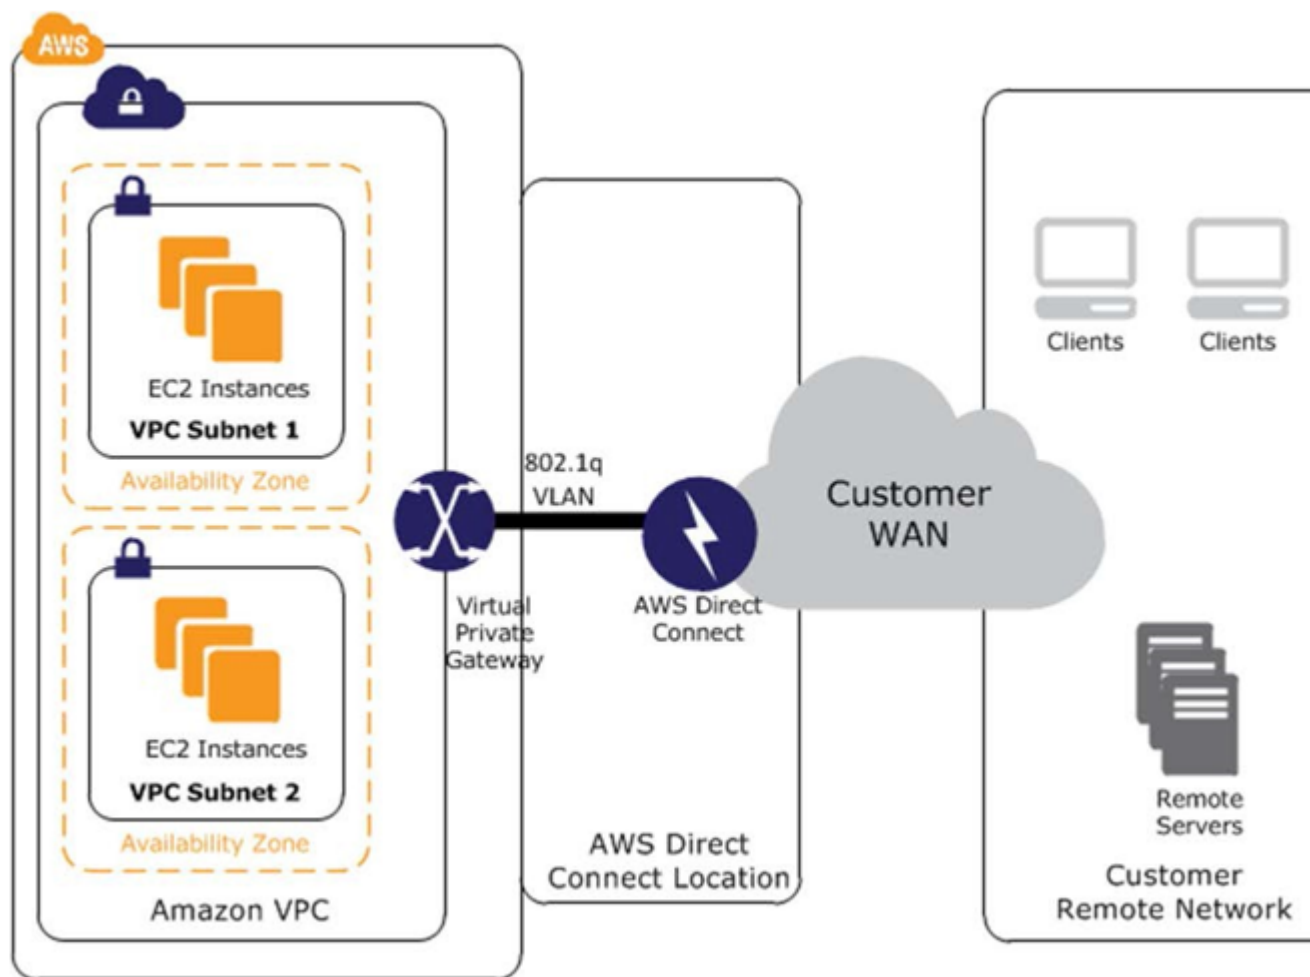 AWS
EC2 Instances
VPC Subnet 1
Availability Zone
EC2 Instances
VPC Subnet 2
Availability Zone
Amazon VPC
802.1q
VLAN
Virtual
Private
Gateway
AWS Direct
Connect
AWS Direct
Connect Location
Customer
WAN
Clients
Clients
Remote
Servers
Customer
Remote Network